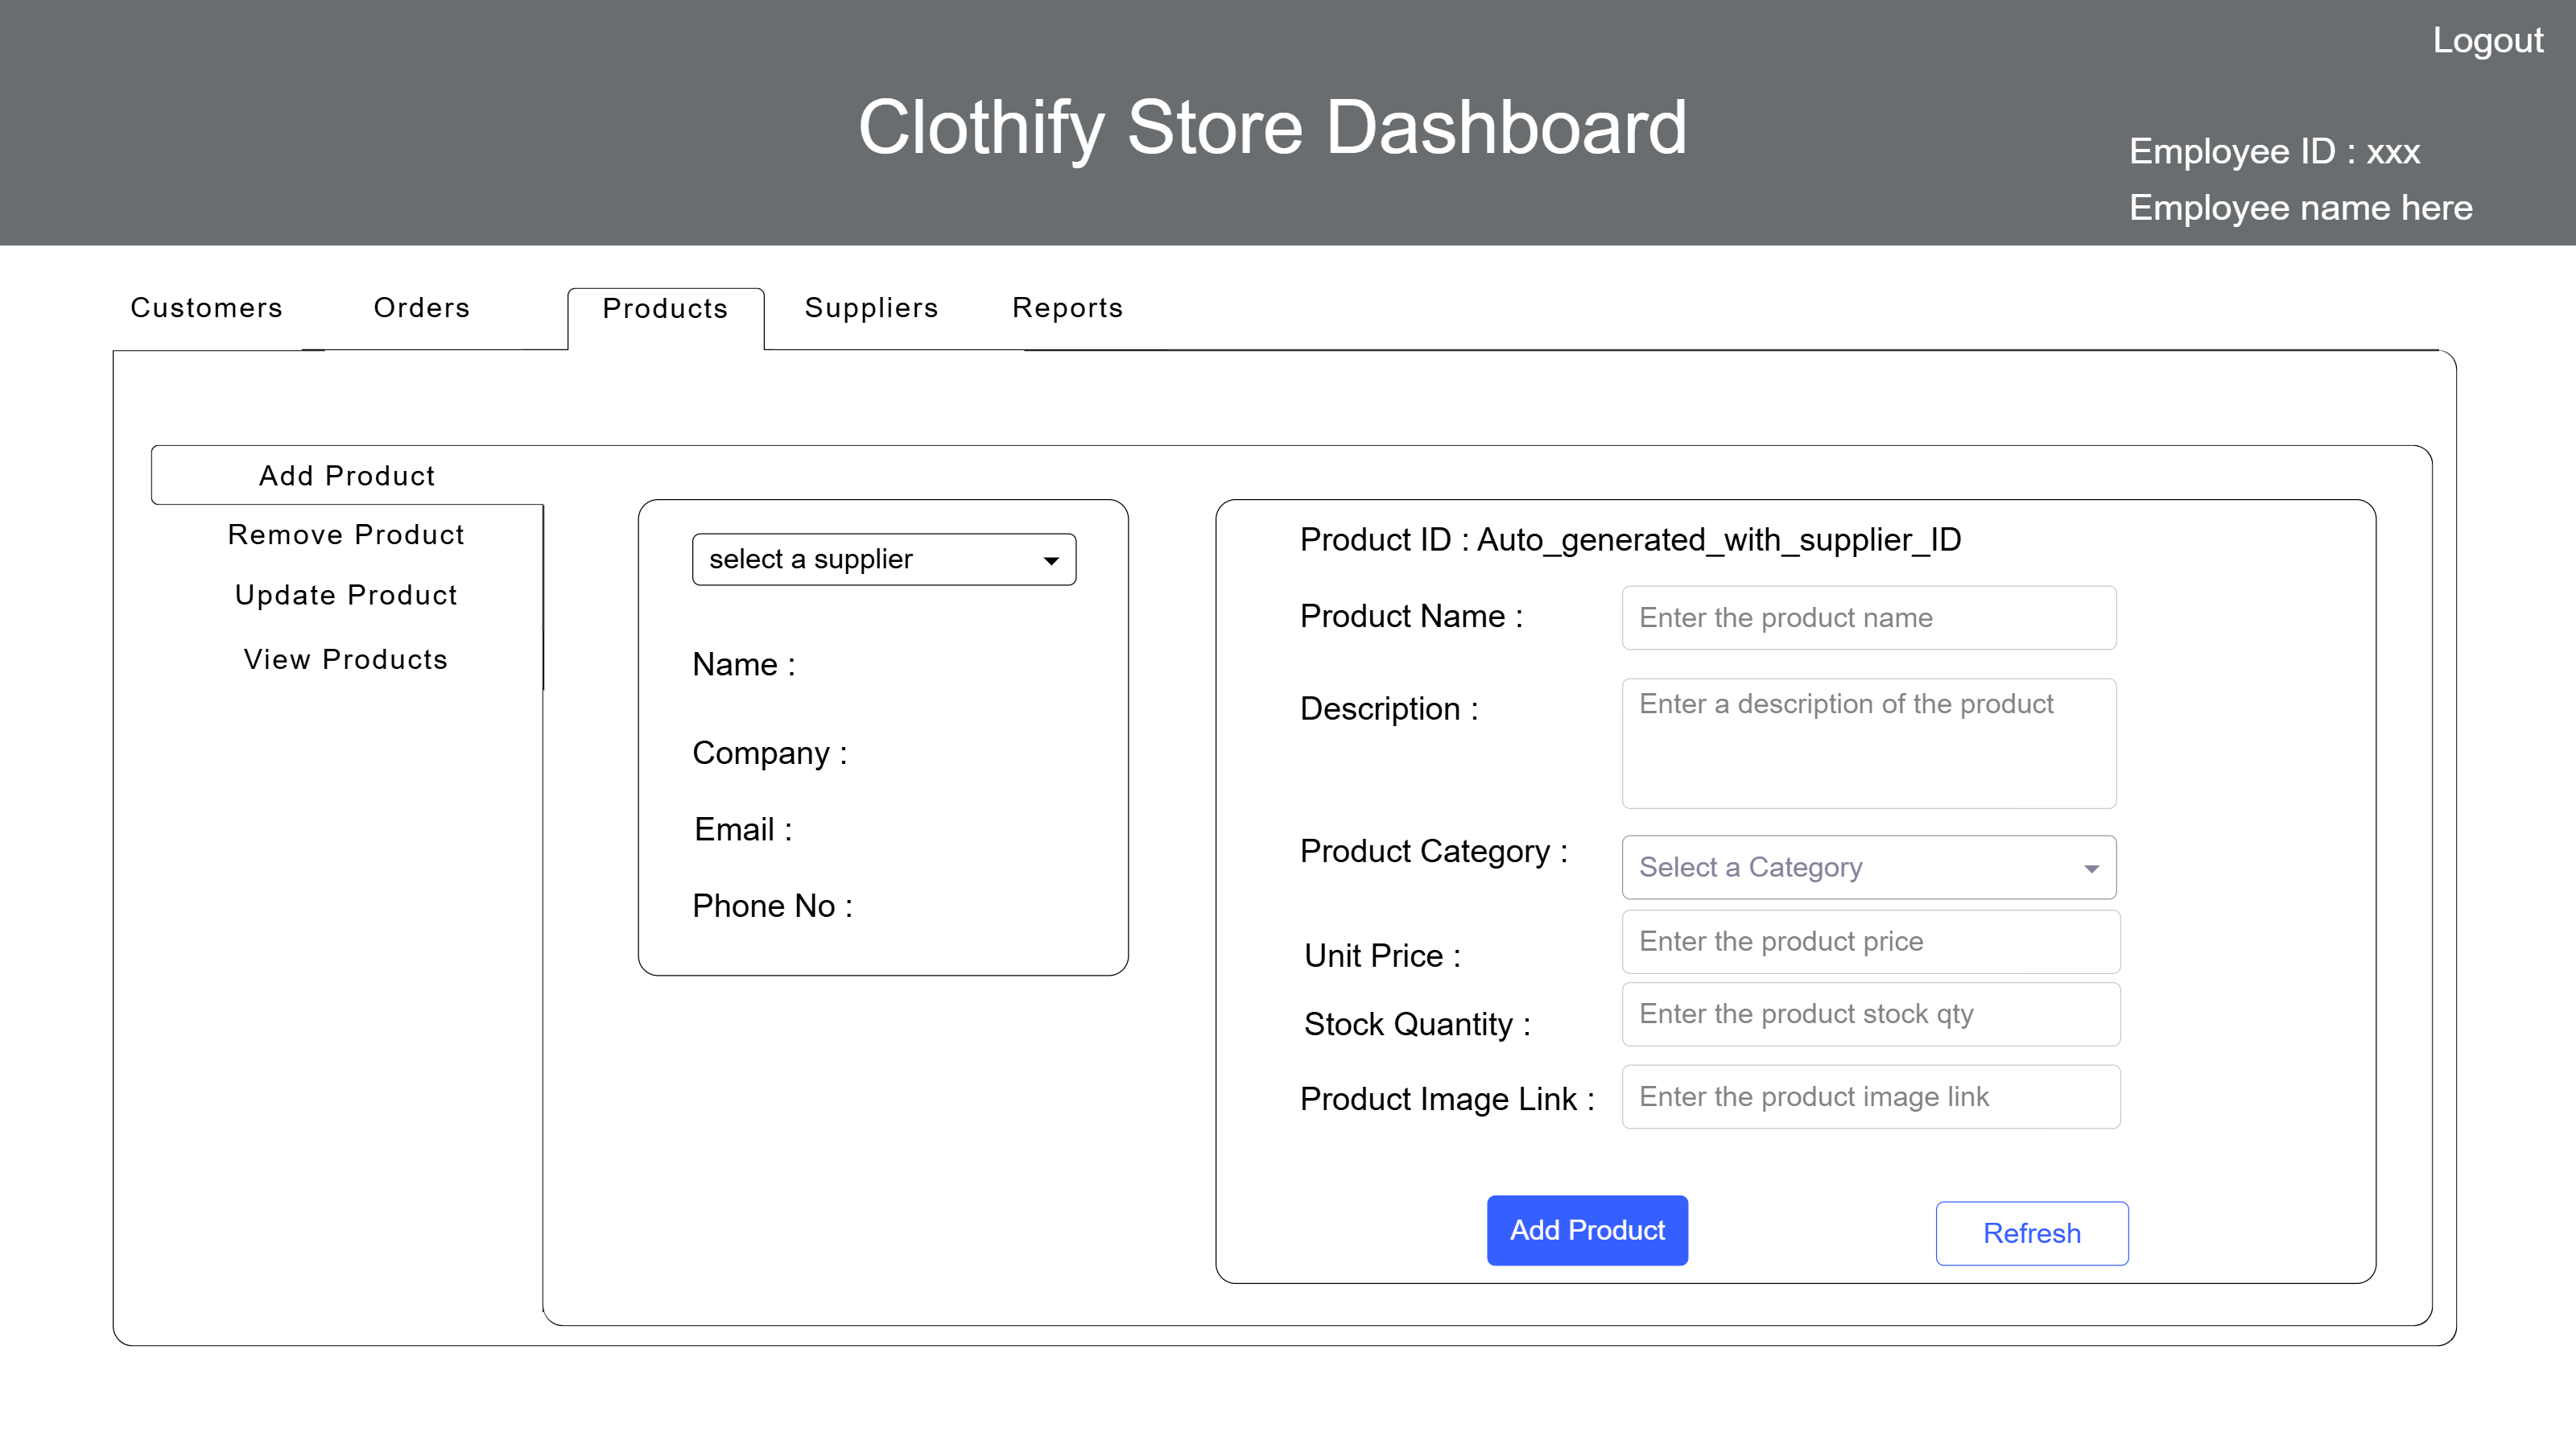 Logout
Clothify Store Dashboard
Employee ID : xxx
Employee name here
Customers
Orders
Products
Suppliers
Reports
Add Product
Remove Product
Update Product
View Products
select a supplier
Name :
Company :
Email :
Phone No :
Product ID : Auto_generated_with_supplier_ID
Product Name :
Enter the product name
Description :
Enter a description of the product
Product Category :
Select a Category
Unit Price :
Enter the product price
Stock Quantity :
Enter the product stock qty
Product Image Link :
Enter the product image link
Add Product
Refresh